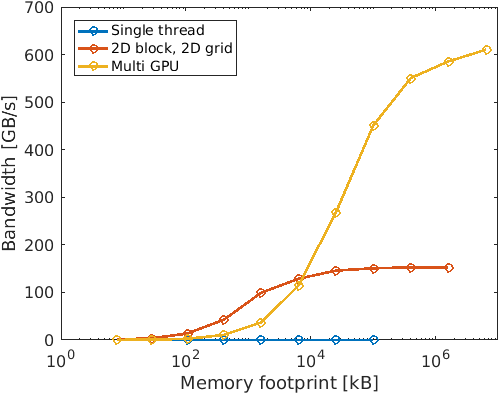 700
600
500
400
300
200
100
0
Bandwidth [GB/s]
Single thread
2D block, 2D grid
Multi GPU
10^0
10^2
10^4
10^6
Memory footprint [kB]